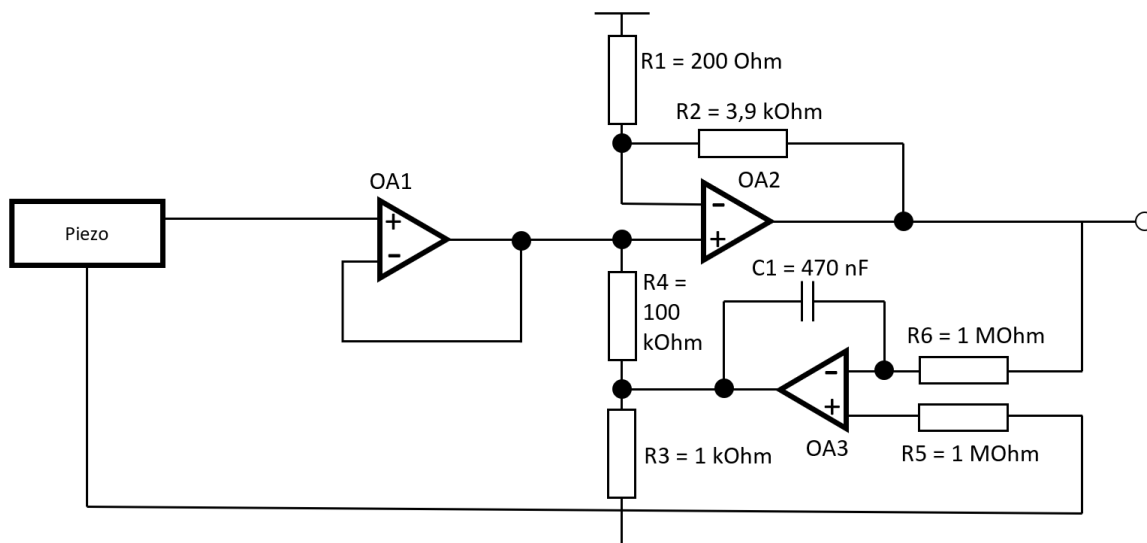 R1 = 200 Ohm
R2 = 3,9 kOhm
OA1
OA2
+
-
-
+
Piezo
C1 = 470 nF
R4 =
100
kOhm
R6 = 1 MOhm
-
+
OA3
R5 = 1 MOhm
R3 = 1 kOhm